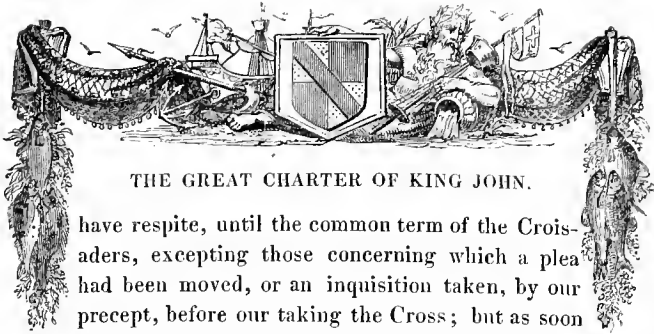 THE GREAT CHARTER OF KING JOHN.
have respite, until the common term of the Crois-
aders, excepting those concerning which a plea
had been moved, or an inquisition taken, by our
precept, before our taking the Cross; but as soon